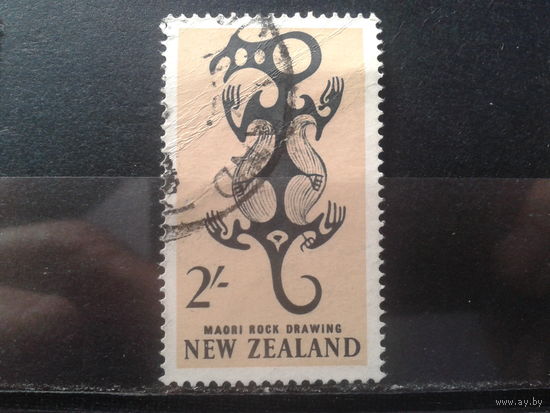 2/-
MAORI ROCK DRAWING
NEW ZEALAND
www.ay.by